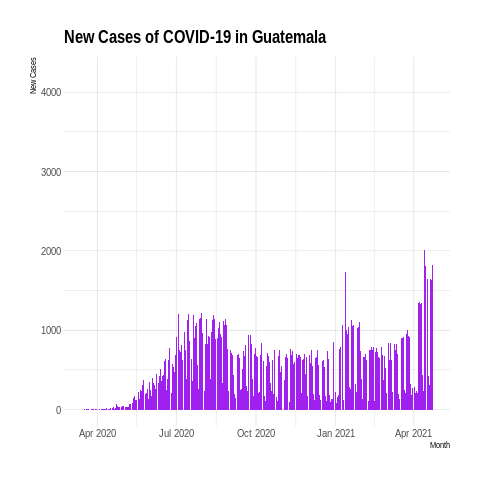 New Cases of COVID-19 in Guatemala
New Cases
4000
3000
2000
1000
0
Apr 2020
Jul 2020
Oct 2020
Jan 2021
Apr 2021
Month